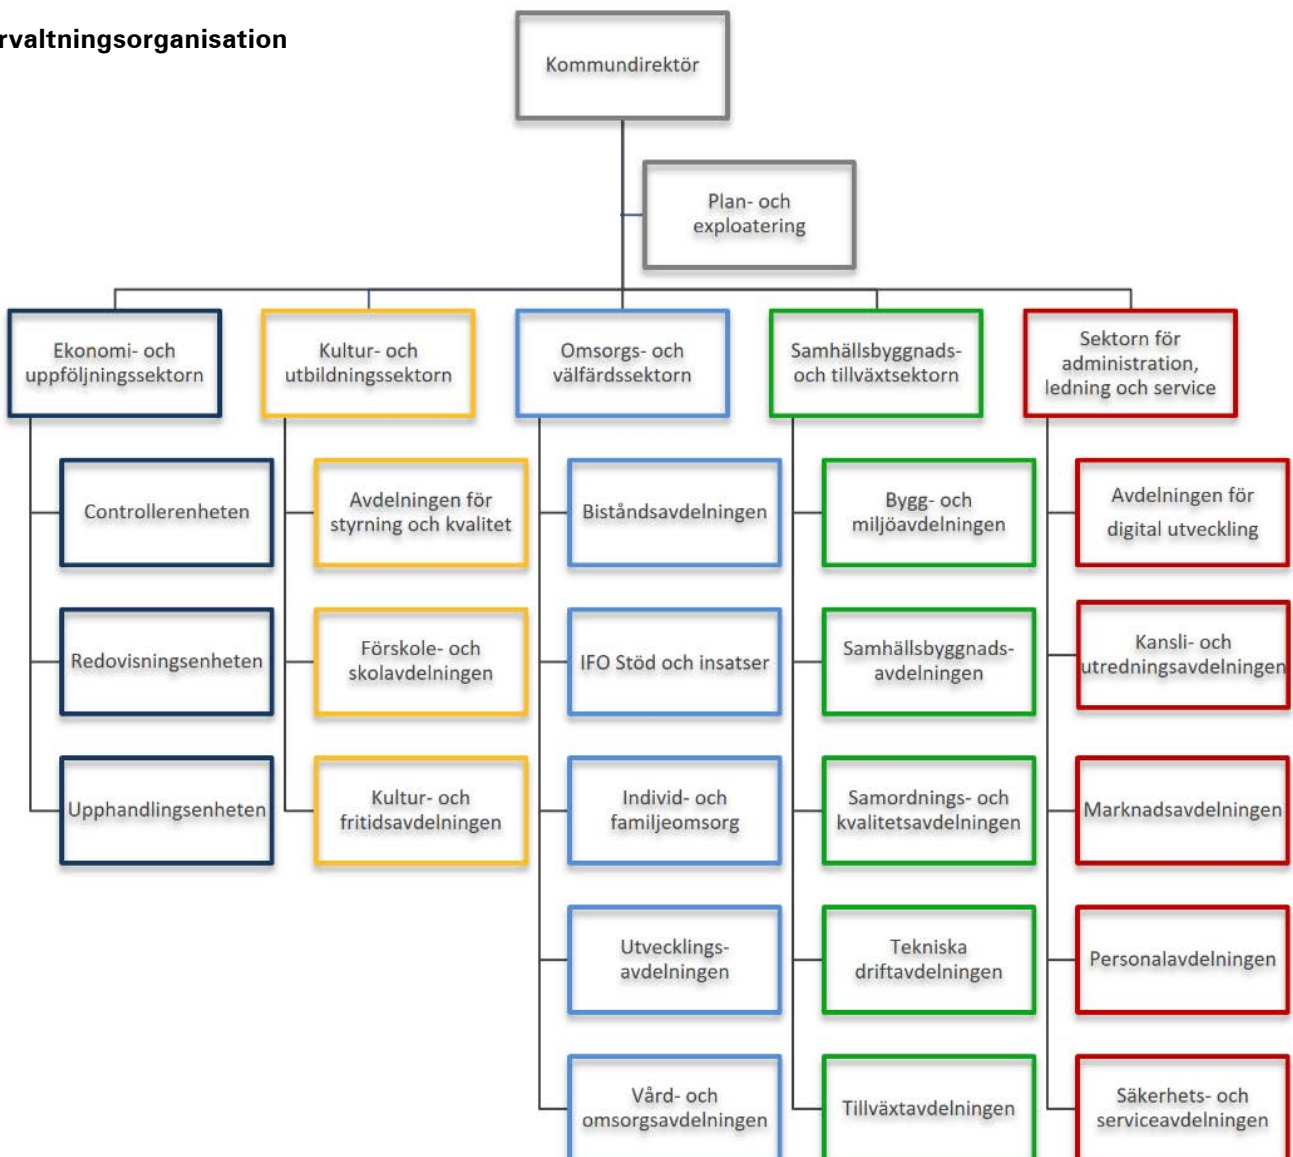 rvaltningsorganisation
Kommundirektör
Plan- och
exploatering
Ekonomi- och
uppföljningssektorn
Kultur- och
utbildningssektorn
Omsorgs- och
välfärdssektorn
Samhällsbyggnads-
och tillväxtsektorn
Sektorn för
administration,
ledning och service
Controllerenheten
Redovisningsenheten
Upphandlingsenheten
Avdelningen för
styrning och kvalitet
Förskole- och
skolavdelningen
Kultur- och
fritidsavdelningen
Biståndsavdelningen
IFO Stöd och insatser
Individ- och
familjeomsorg
Utvecklings-
avdelningen
Vård- och
omsorgsavdelningen
Bygg- och
miljöavdelningen
Samhällsbyggnads-
avdelningen
Samordnings- och
kvalitetsavdelningen
Tekniska
driftavdelningen
Tillväxtavdelningen
Avdelningen för
digital utveckling
Kansli- och
utredningsavdelningen
Marknadsavdelningen
Personalavdelningen
Säkerhets- och
serviceavdelningen